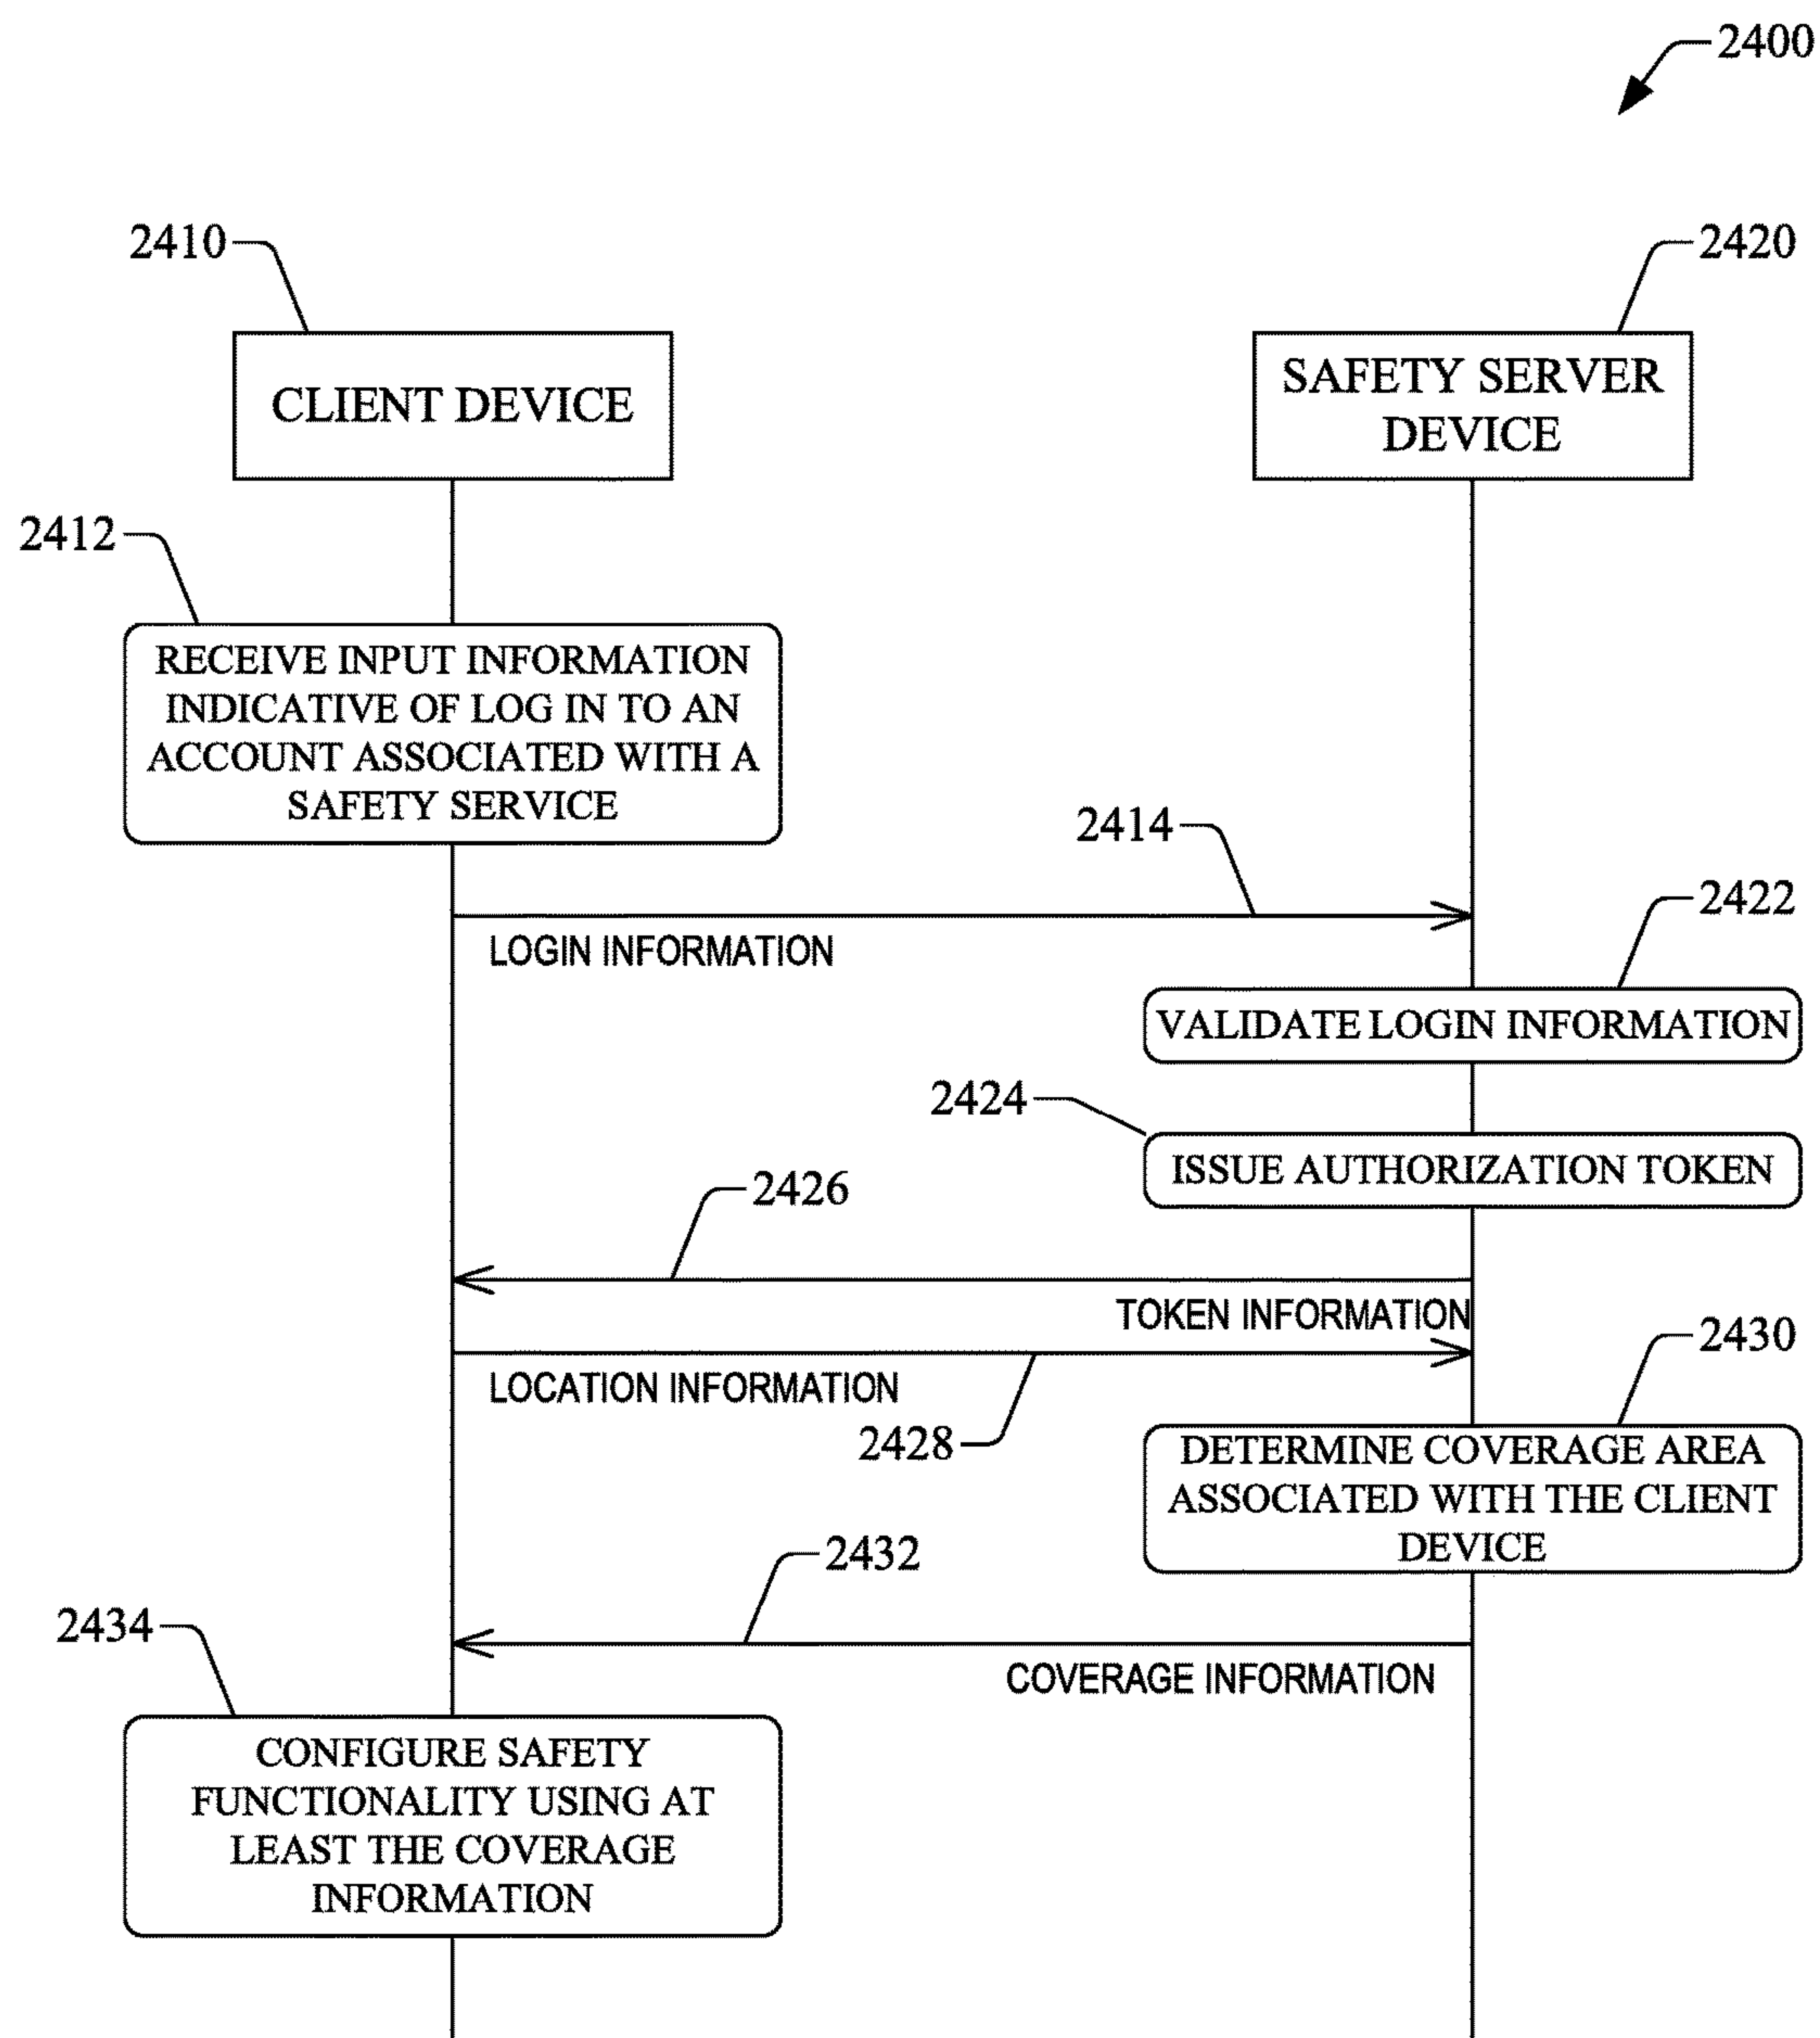 2400
2410
2420
CLIENT DEVICE
SAFETY SERVER
DEVICE
2412
RECEIVE INPUT INFORMATION
INDICATIVE OF LOG IN TO AN
ACCOUNT ASSOCIATED WITH A
SAFETY SERVICE
2414
LOGIN INFORMATION
2422
VALIDATE LOGIN INFORMATION
2424
ISSUE AUTHORIZATION TOKEN
2426
TOKEN INFORMATION
2430
LOCATION INFORMATION
2428
DETERMINE COVERAGE AREA
ASSOCIATED WITH THE CLIENT
DEVICE
2432
2434
COVERAGE INFORMATION
CONFIGURE SAFETY
FUNCTIONALITY USING AT
LEAST THE COVERAGE
INFORMATION